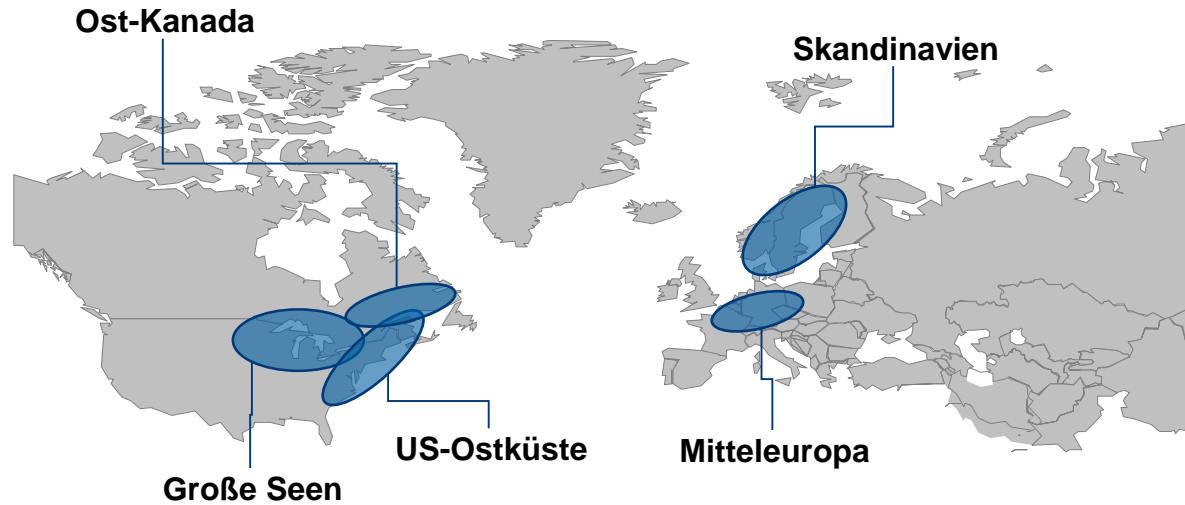 Ost-Kanada
Skandinavien
US-Ostküste
Mitteleuropa
Große Seen